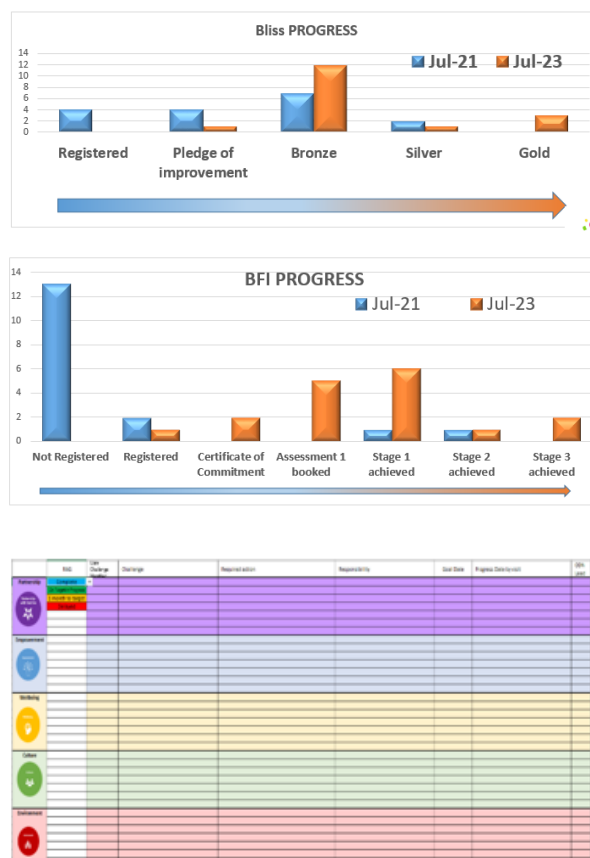 Bliss PROGRESS
14
12
10
8
6
4
2
0
Jul-21 Jul-23
Registered Pledge of improvement Bronze Silver Gold
BFI PROGRESS
14
12
10
8
6
4
2
0
Jul-21 Jul-23
Not Registered Registered Certificate of Commitment Assessment 1 booked Stage 1 achieved Stage 2 achieved Stage 3 achieved
Challenge Required action Responsibility Goal Date
Partnership
Complete
Empowerment
Wellbeing
Culture
Environment